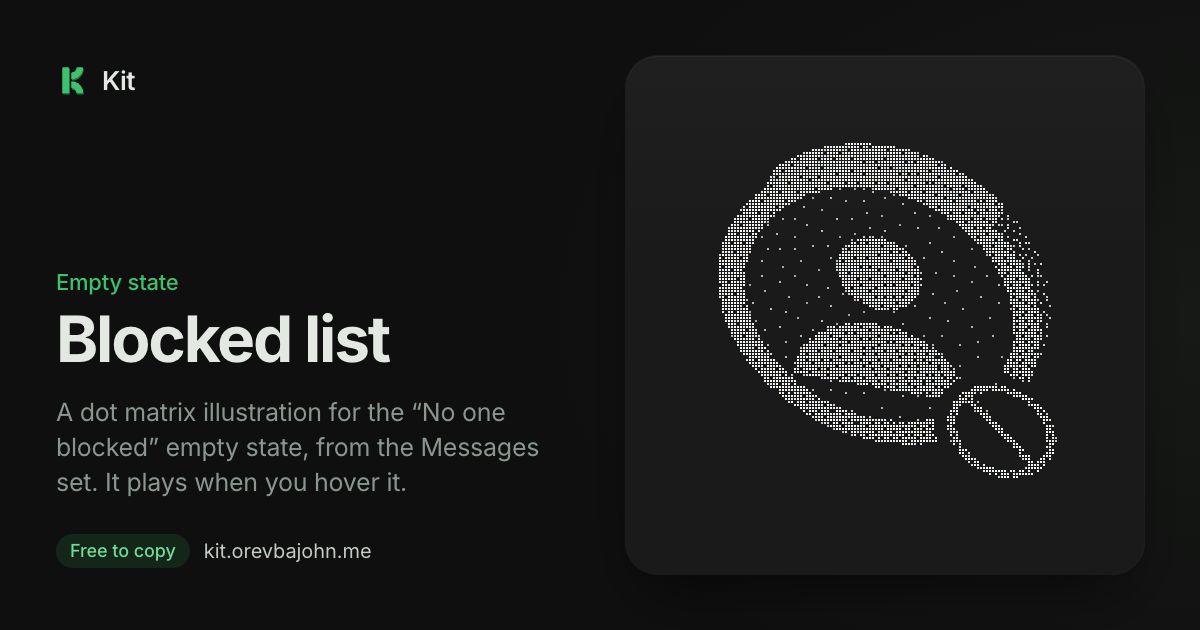 Kit
Empty state
Blocked list
A dot matrix illustration for the “No one
blocked” empty state, from the Messages
set. It plays when you hover it.
Free to copy
kit.orevbajohn.me